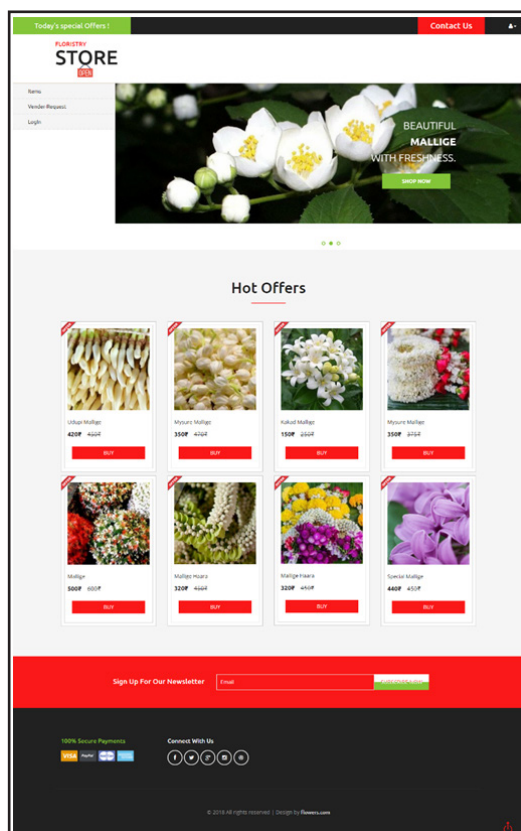 Today's special Offers !
Contact Us
FLORISTRY
STORE
OPEN
Items
Vender-Request
Login
BEAUTIFUL
MALLIGE
WITH FRESHNESS.
SHOP NOW
Hot Offers
Udupi Mallige
420₹ 450₹
BUY
Mysure Mallige
350₹ 470₹
BUY
Kakad Mallige
150₹ 250₹
BUY
Mysure Mallige
350₹ 375₹
BUY
Mallige
500₹ 600₹
BUY
Mallige Haara
320₹ 450₹
BUY
Mallige Haara
320₹ 450₹
BUY
Special Mallige
440₹ 450₹
BUY
Sign Up For Our Newsletter
Email
100% Secure Payments
VISA PayPal
Connect With Us
© 2018 All rights reserved | Design by flowers.com